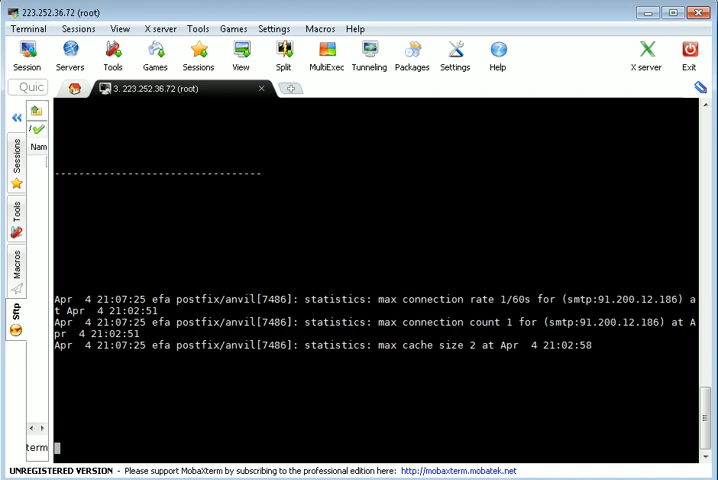 223.252.36.72 (root)
Terminal Sessions View X server Tools Games Settings Macros Help
Session Servers Tools Games Sessions View Split MultiExec Tunneling Packages Settings Help X server Exit
Quic
3. 223.252.36.72 (root)
Nam
Sessions
Tools
Macros
Sftp
----------------------------------
Apr  4 21:07:25 efa postfix/anvil[7486]: statistics: max connection rate 1/60s for (smtp:91.200.12.186) a
t Apr  4 21:02:51
Apr  4 21:07:25 efa postfix/anvil[7486]: statistics: max connection count 1 for (smtp:91.200.12.186) at A
pr  4 21:02:51
Apr  4 21:07:25 efa postfix/anvil[7486]: statistics: max cache size 2 at Apr  4 21:02:58
term
UNREGISTERED VERSION - Please support MobaXterm by subscribing to the professional edition here: http://mobaxterm.mobatek.net